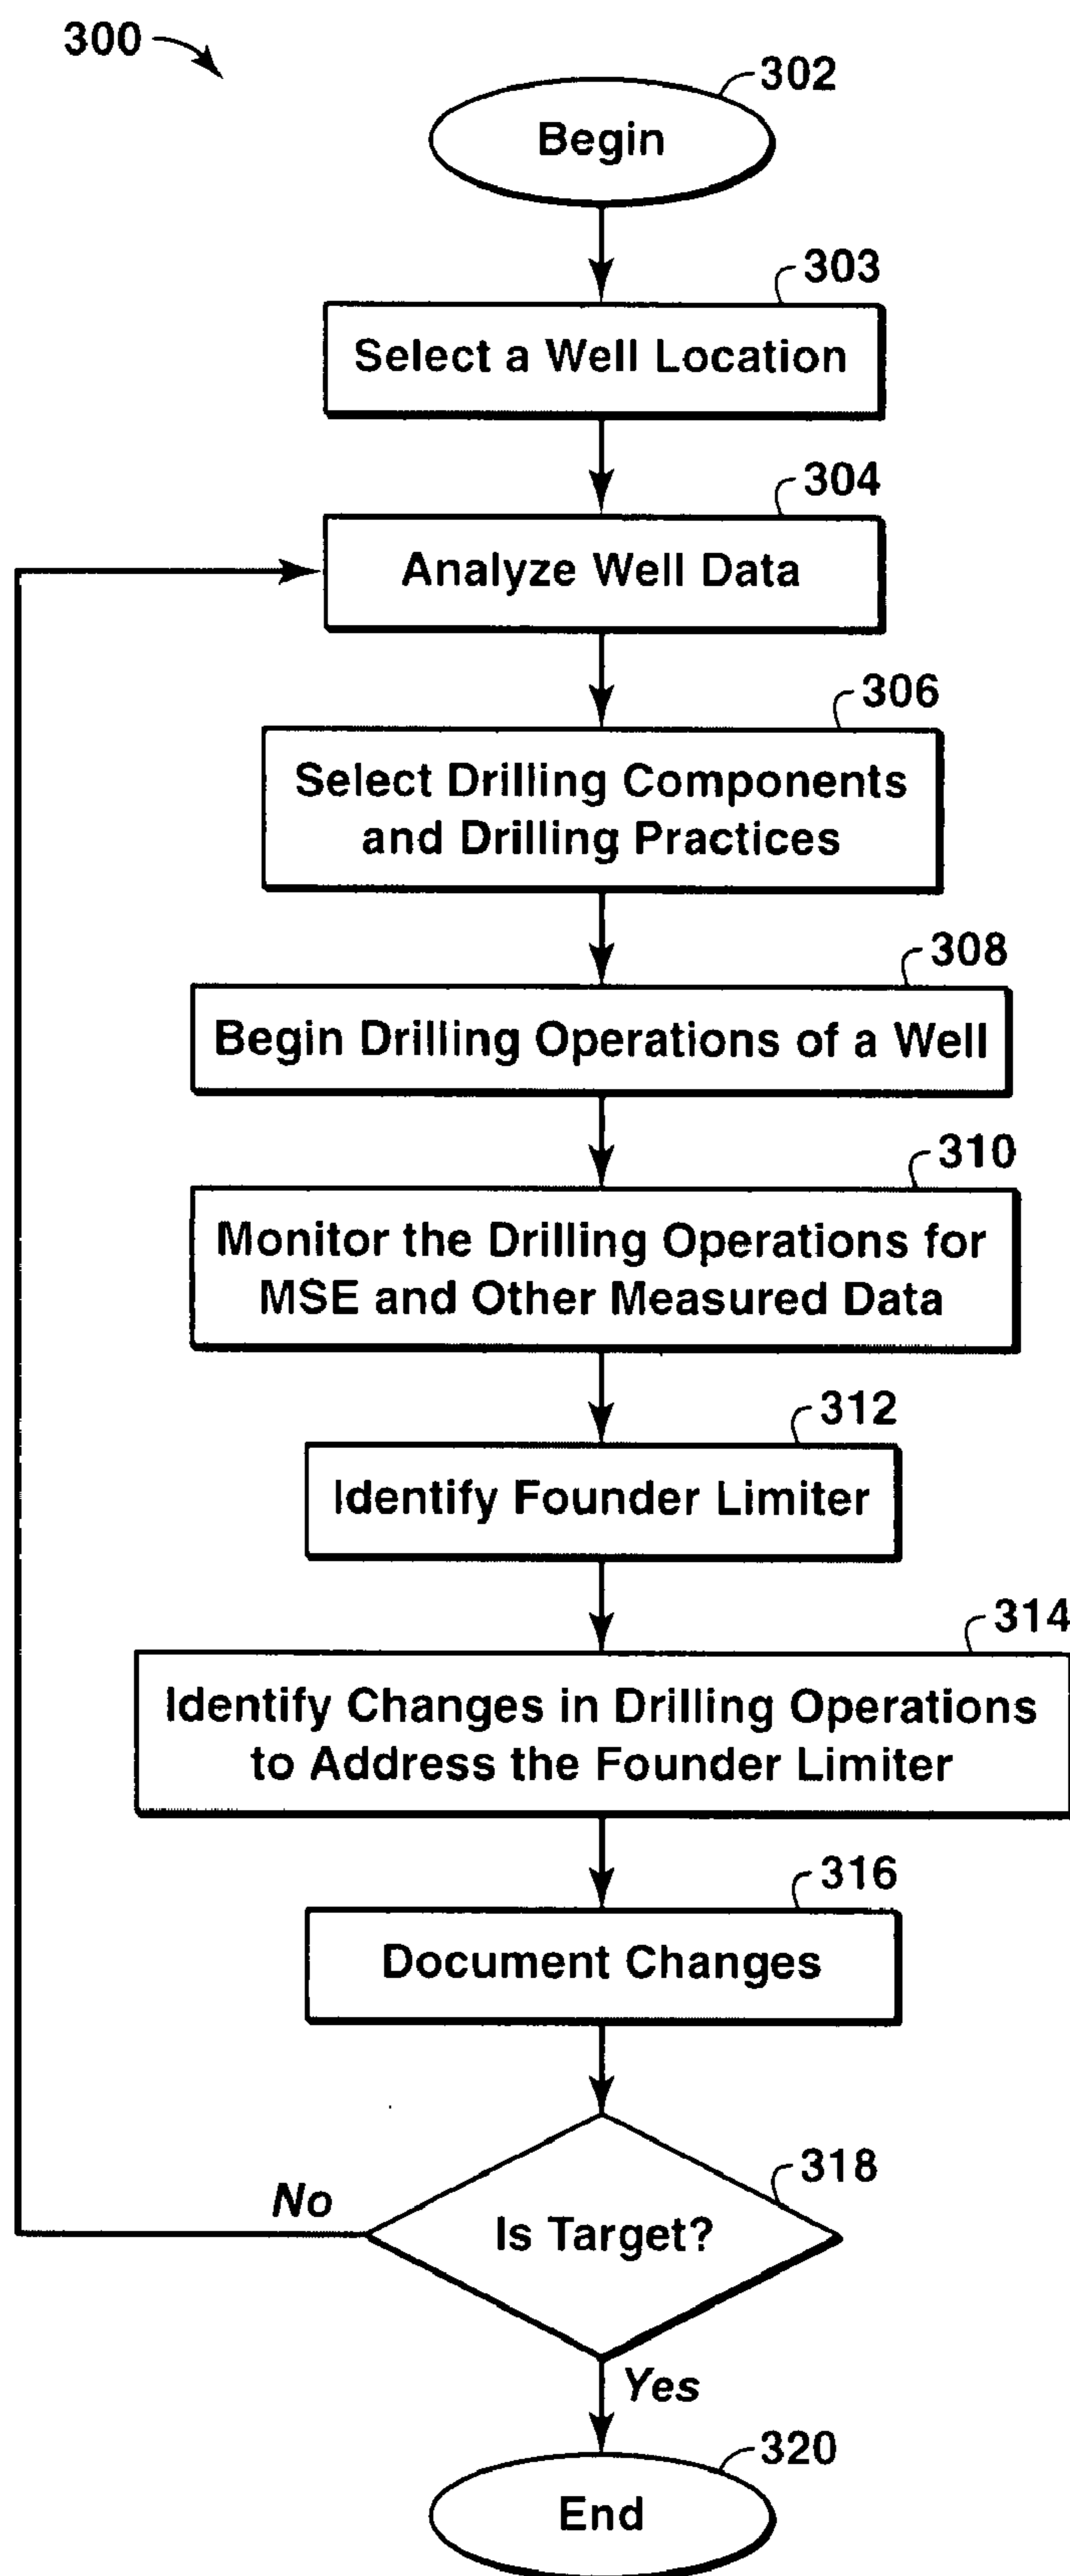 300
302
Begin
303
Select a Well Location
304
Analyze Well Data
306
Select Drilling Components
and Drilling Practices
308
Begin Drilling Operations of a Well
310
Monitor the Drilling Operations for
MSE and Other Measured Data
312
Identify Founder Limiter
314
Identify Changes in Drilling Operations
to Address the Founder Limiter
316
Document Changes
318
No
Is Target?
Yes
320
End